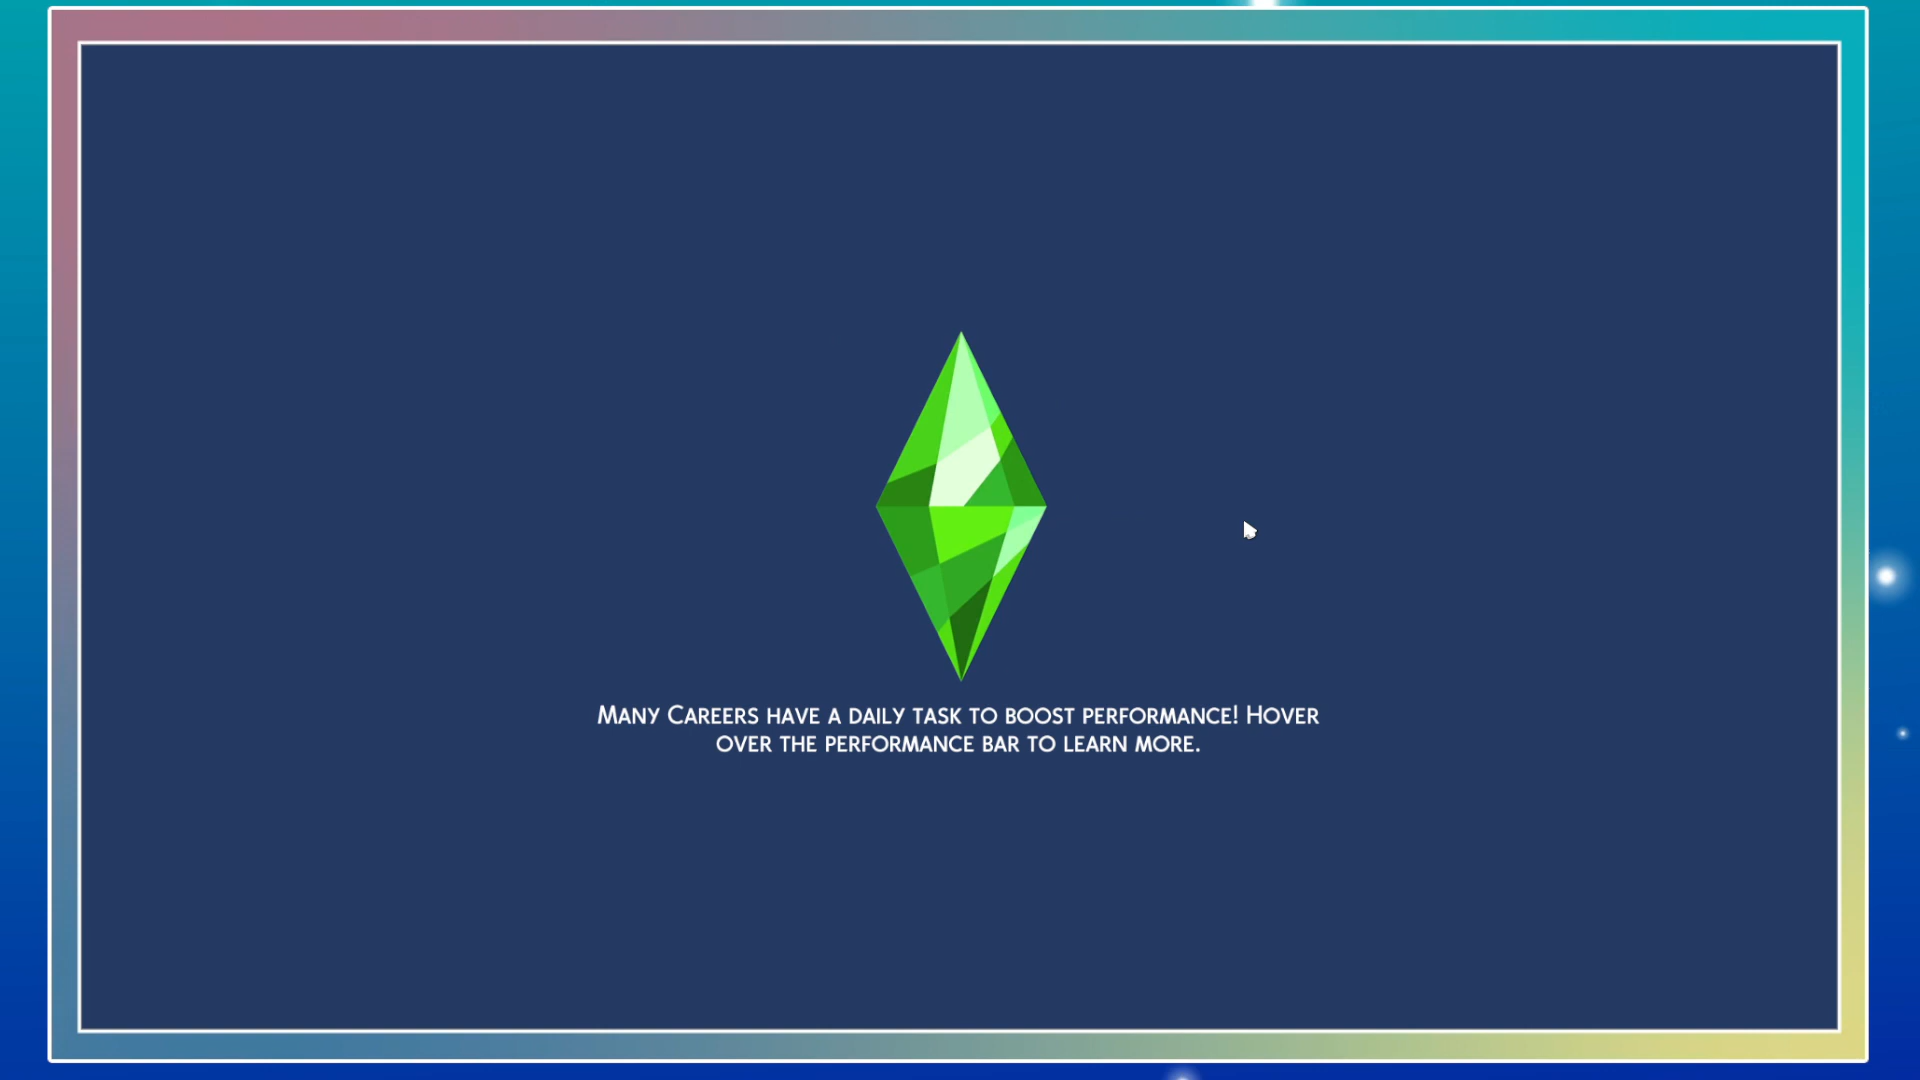 Many Careers have a daily task to boost performance! Hover
over the performance bar to learn more.